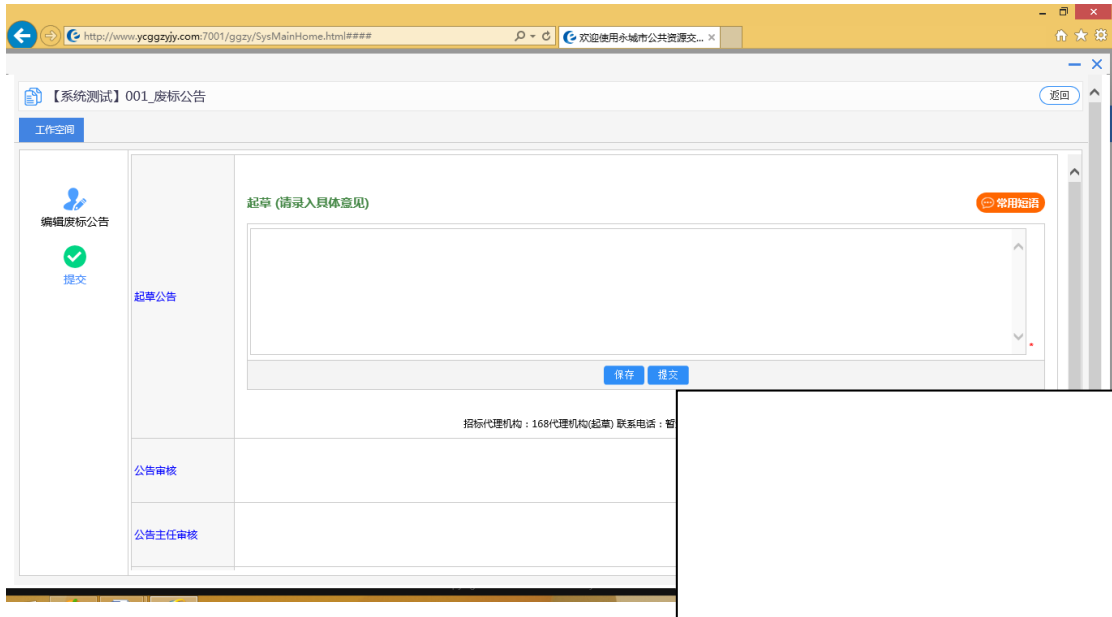 http://www.ycggzyjy.com:7001/ggzy/SysMainHome.html####
欢迎使用永城市公共资源交...
【系统测试】001_废标公告
返回
工作空间
编辑废标公告
提交
起草公告
起草 (请录入具体意见)
常用短语
*
保存 提交
招标代理机构：168代理机构(起草) 联系电话：暂
公告审核
公告主任审核